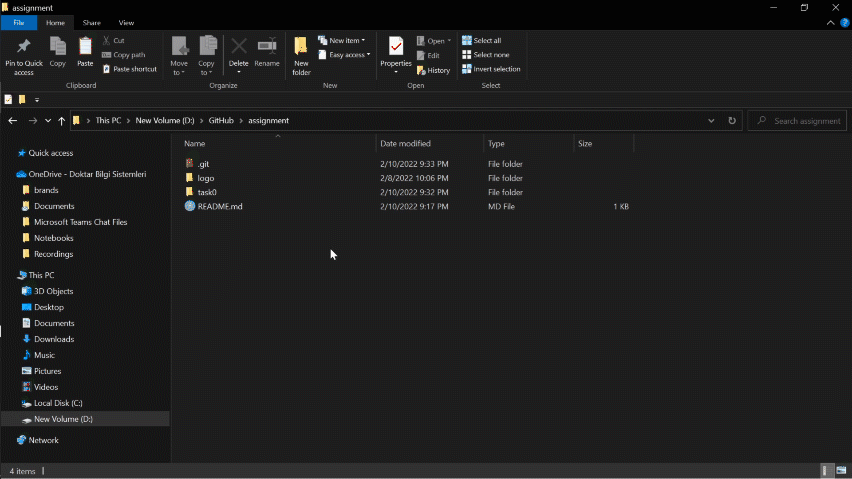 assignment
File Home Share View
Pin to Quick access
Copy
Paste
Cut
Copy path
Paste shortcut
Clipboard
Move to
Copy to
Delete
Rename
Organize
New folder
New item
Easy access
New
Properties
Open
Edit
History
Open
Select all
Select none
Invert selection
Select
This PC > New Volume (D:) > GitHub > assignment
Search assignment
Name Date modified Type Size
.git 2/10/2022 9:33 PM File folder
logo 2/8/2022 10:06 PM File folder
task0 2/10/2022 9:32 PM File folder
README.md 2/10/2022 9:17 PM MD File 1 KB
Quick access
OneDrive - Doktar Bilgi Sistemleri
brands
Documents
Microsoft Teams Chat Files
Notebooks
Recordings
This PC
3D Objects
Desktop
Documents
Downloads
Music
Pictures
Videos
Local Disk (C:)
New Volume (D:)
Network
4 items